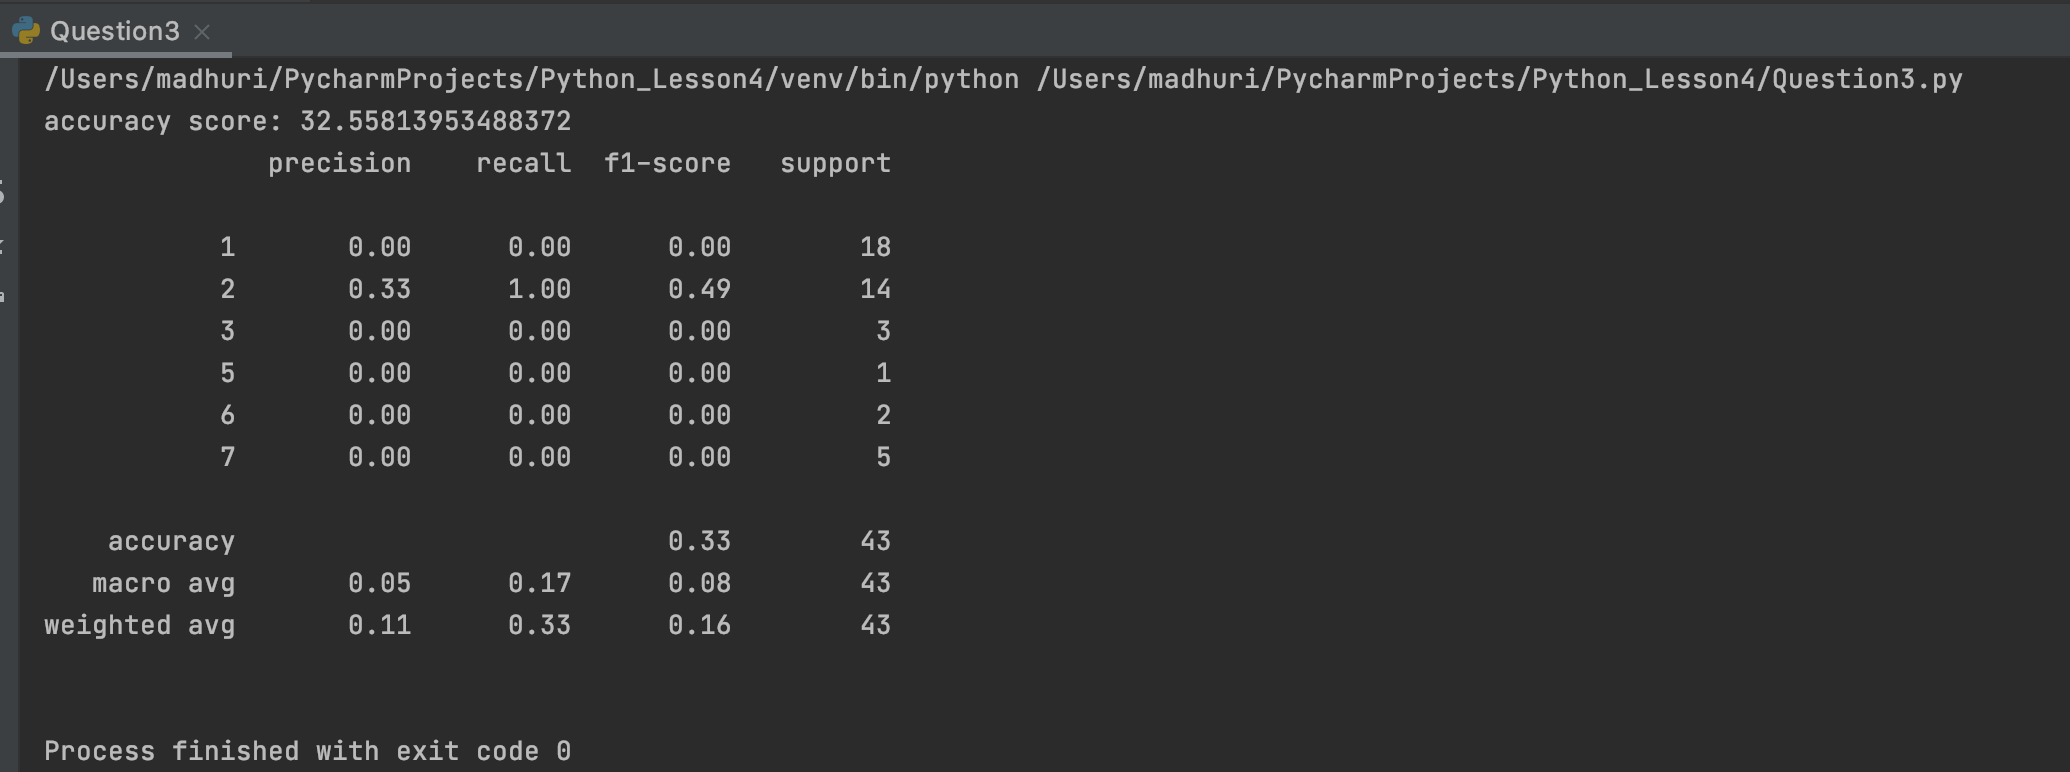 Question3
/Users/madhuri/PycharmProjects/Python_Lesson4/venv/bin/python /Users/madhuri/PycharmProjects/Python_Lesson4/Question3.py
accuracy score: 32.55813953488372
precision    recall  f1-score   support
1       0.00      0.00      0.00        18
2       0.33      1.00      0.49        14
3       0.00      0.00      0.00         3
5       0.00      0.00      0.00         1
6       0.00      0.00      0.00         2
7       0.00      0.00      0.00         5
accuracy                           0.33        43
macro avg       0.05      0.17      0.08        43
weighted avg       0.11      0.33      0.16        43
Process finished with exit code 0